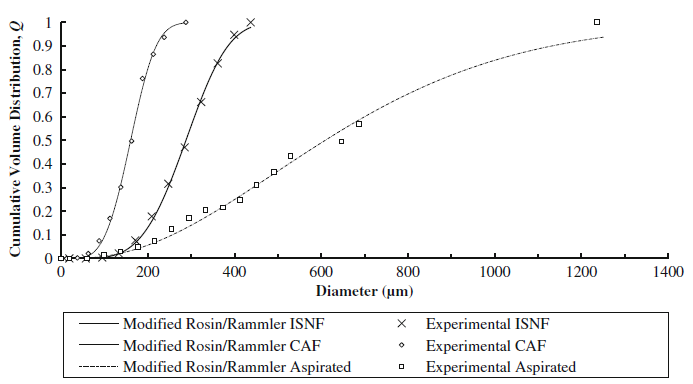 Cumulative Volume Distribution, Q
1
0.9
0.8
0.7
0.6
0.5
0.4
0.3
0.2
0.1
0
0 200 400 600 800 1000 1200 1400
Diameter (µm)
Modified Rosin/Rammler ISNF × Experimental ISNF
Modified Rosin/Rammler CAF Experimental CAF
Modified Rosin/Rammler Aspirated Experimental Aspirated